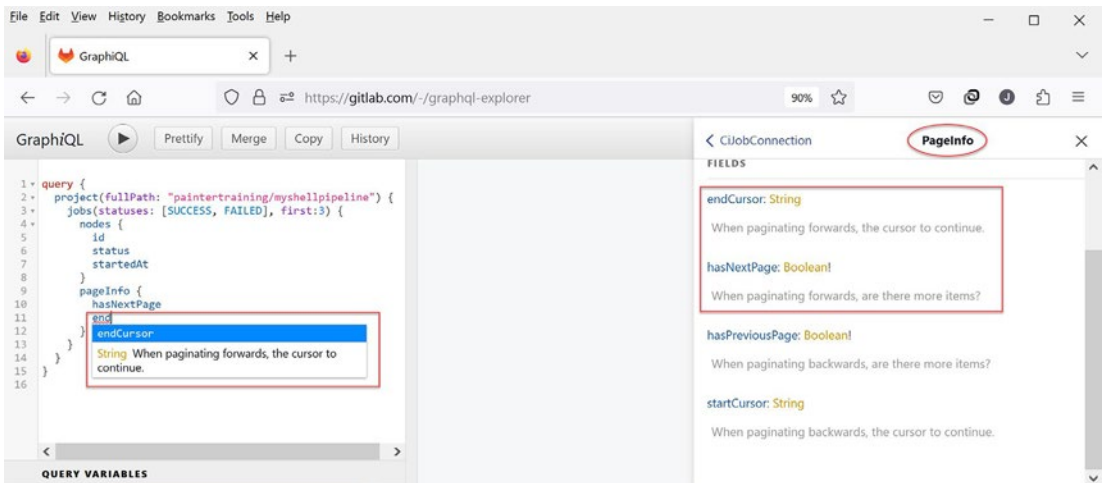 File Edit View History Bookmarks Tools Help
GraphiQL
https://gitlab.com/-/graphql-explorer
90%
J
GraphiQL Prettify Merge Copy History
CiJobConnection PageInfo
FIELDS
1 query {
2 project(fullPath: "paintertraining/myshellpipeline") {
3 jobs(statuses: [SUCCESS, FAILED], first:3) {
4 nodes {
5 id
6 status
7 startedAt
8 }
9 pageInfo {
10 hasNextPage
11 end
12 }
13 }
14 }
15 }
16
endCursor
String When paginating forwards, the cursor to
continue.
QUERY VARIABLES
endCursor: String
When paginating forwards, the cursor to continue.
hasNextPage: Boolean!
When paginating forwards, are there more items?
hasPreviousPage: Boolean!
When paginating backwards, are there more items?
startCursor: String
When paginating backwards, the cursor to continue.